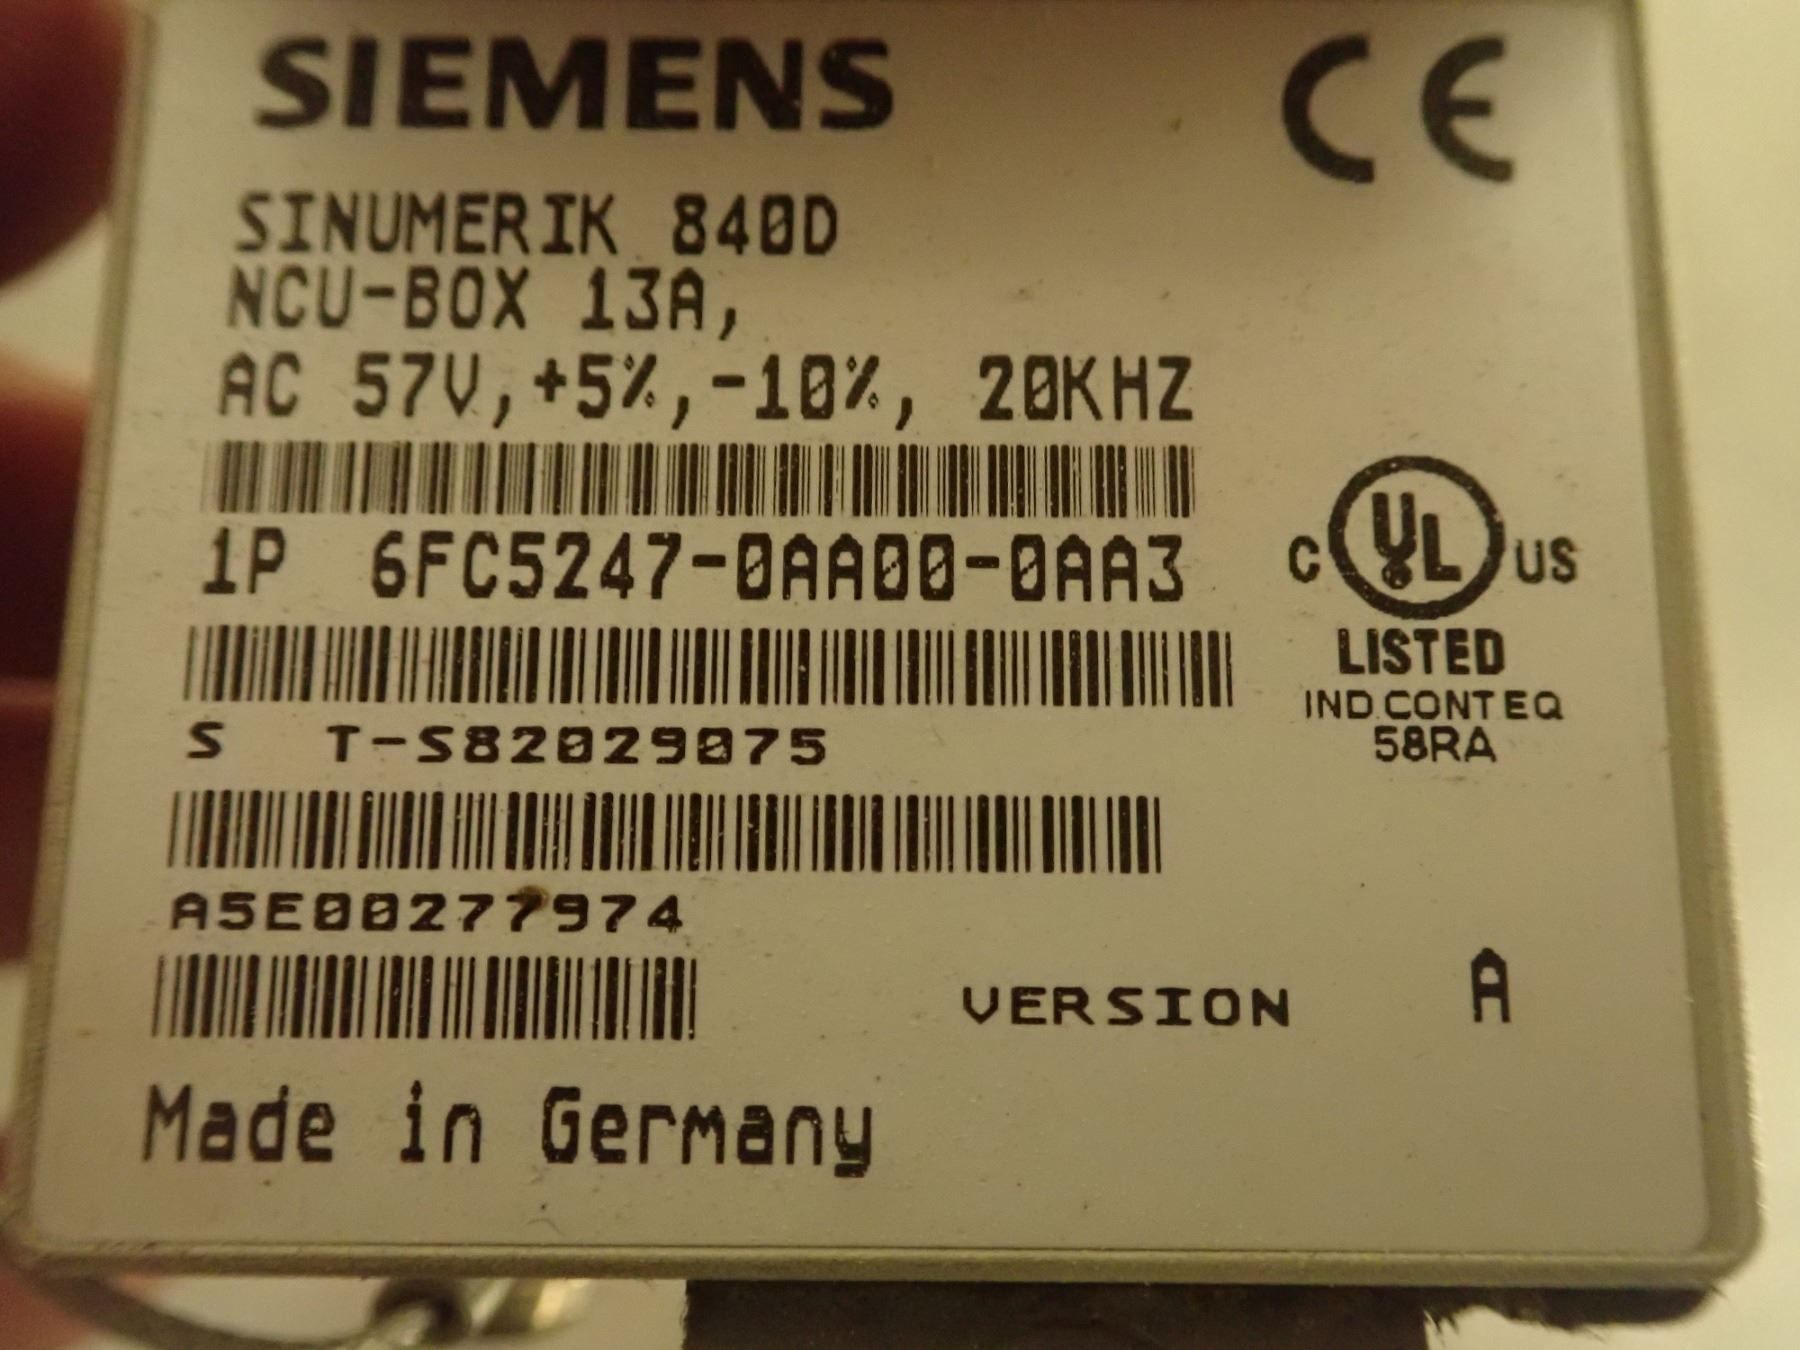 SIEMENS
CE
SINUMERIK 840D
NCU-BOX 13A,
AC 57V,+5%,-10%, 20KHZ
1P 6FC5247-0AA00-0AA3
C UL US
LISTED
IND.CONT.EQ
58RA
S T-S82029075
A5E00277974
VERSION A
Made in Germany